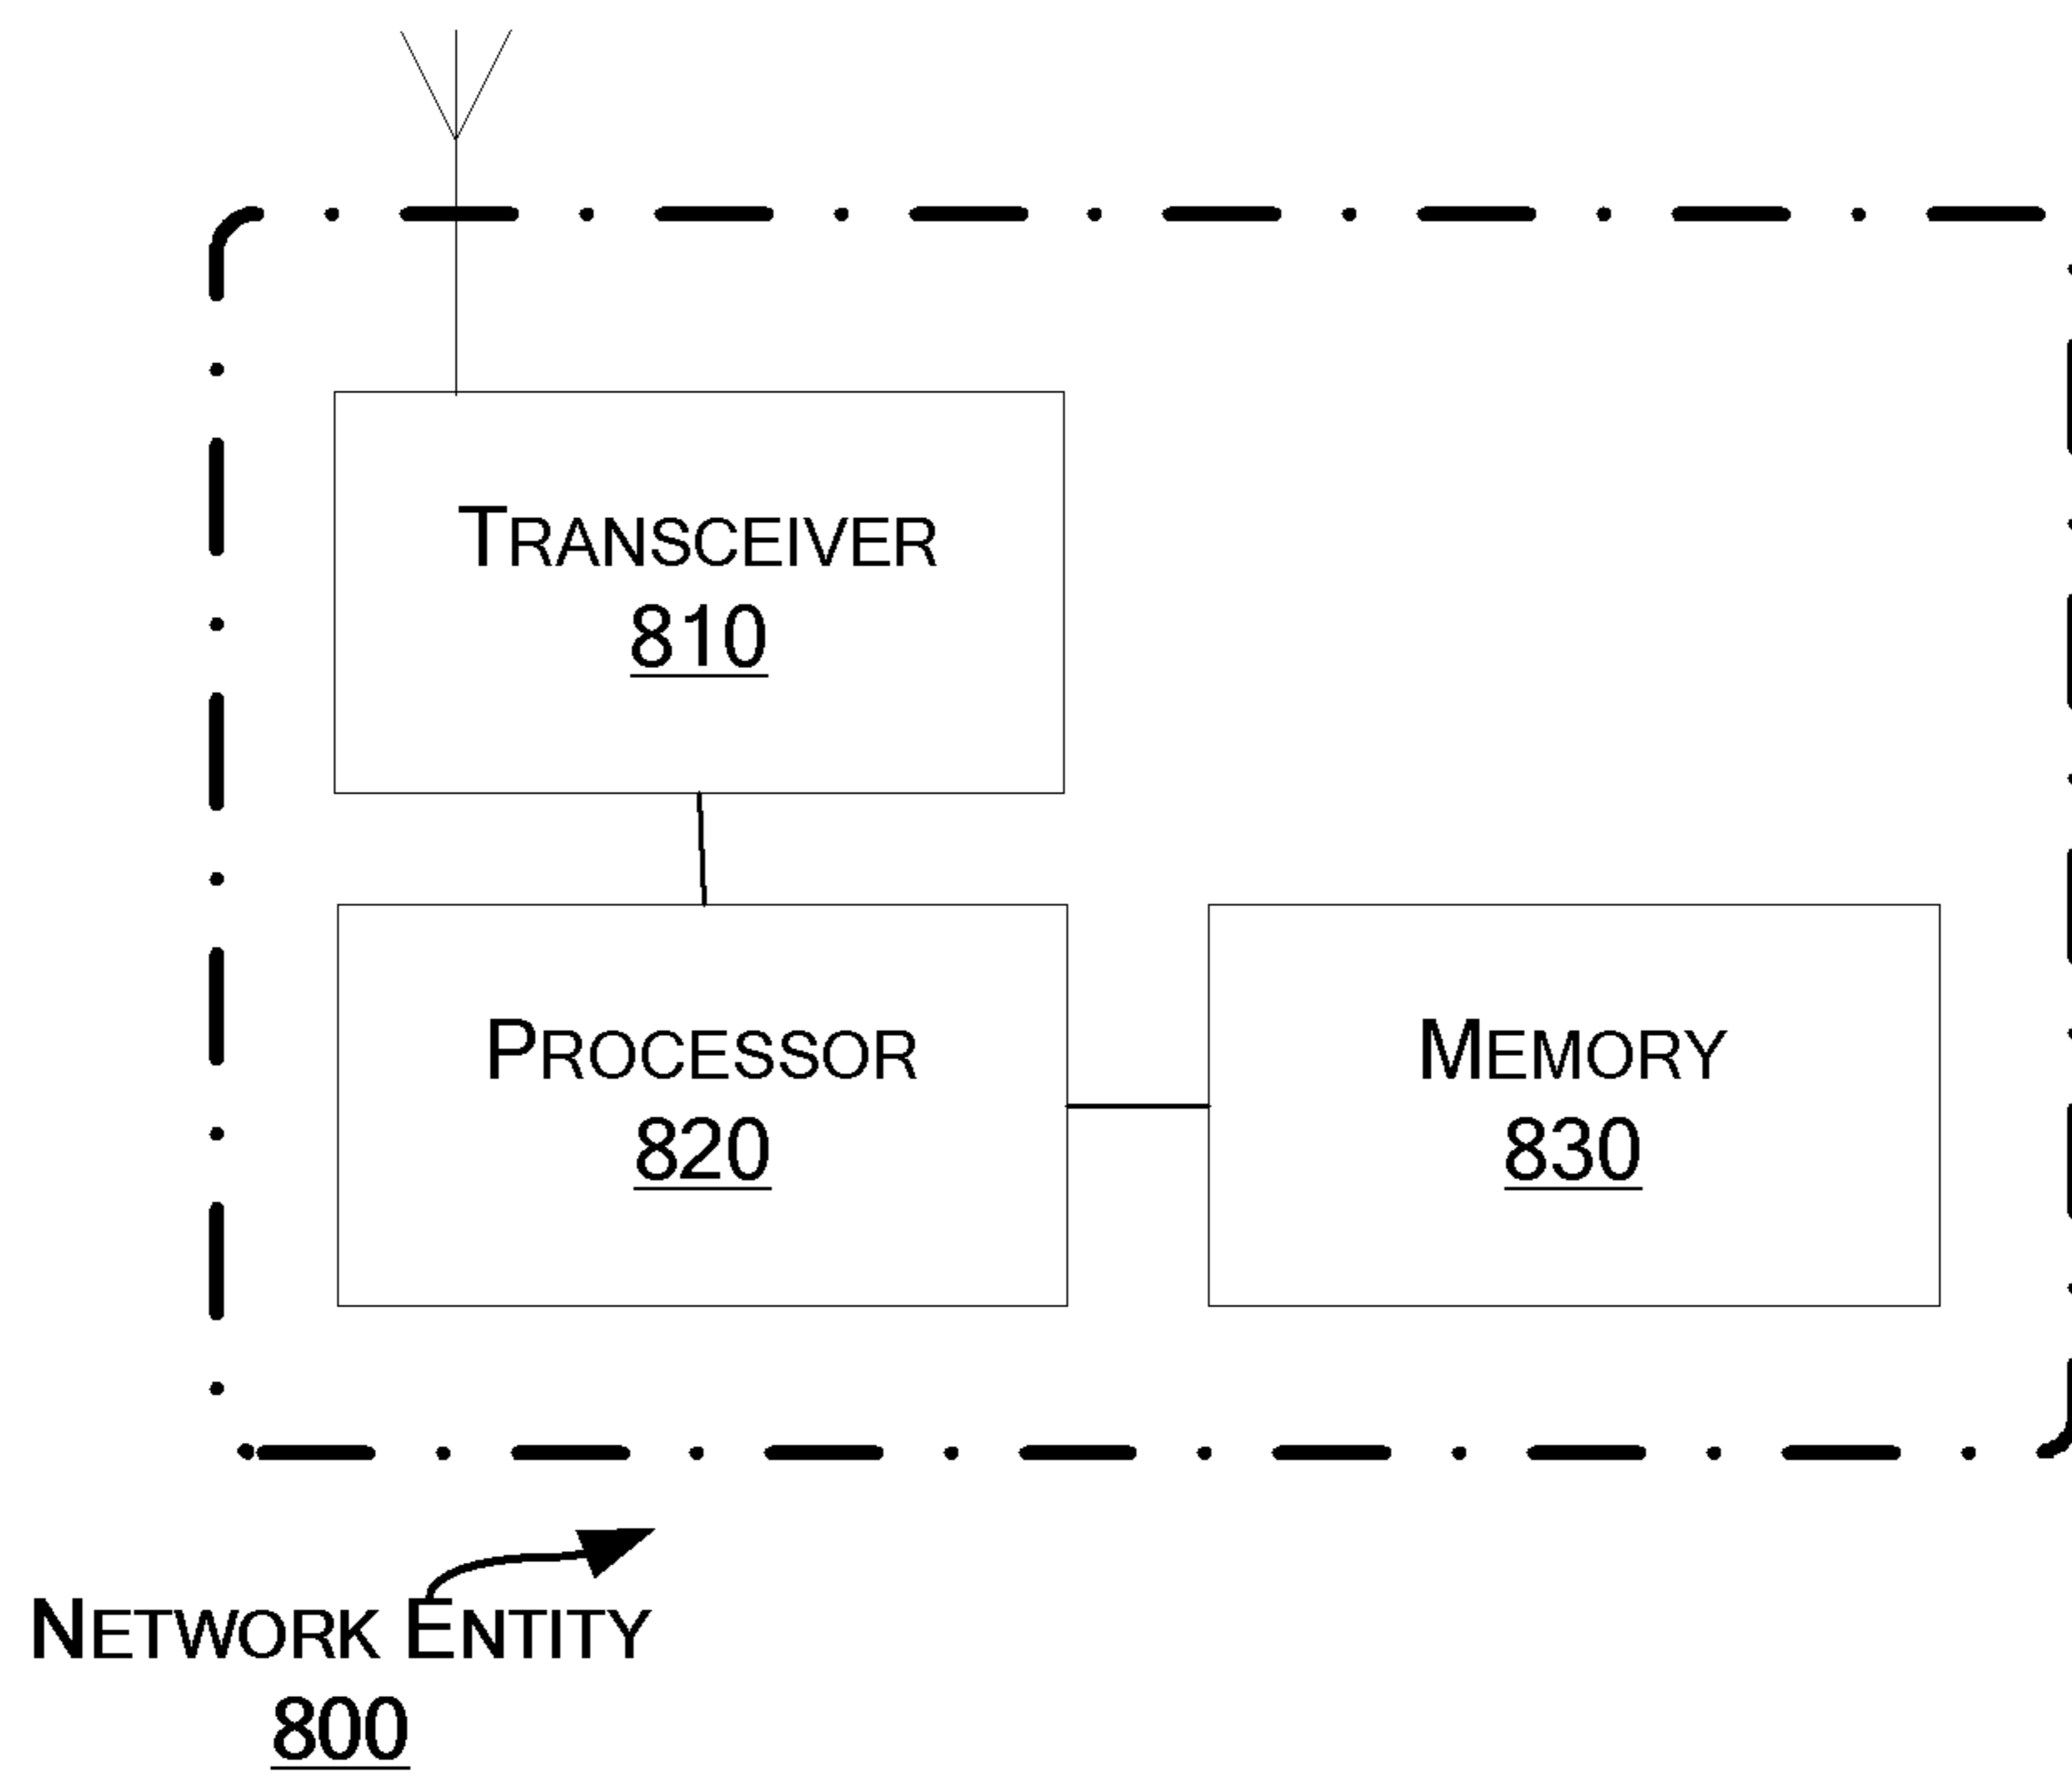 TRANSCEIVER
810
PROCESSOR
820
MEMORY
830
NETWORK ENTITY
800